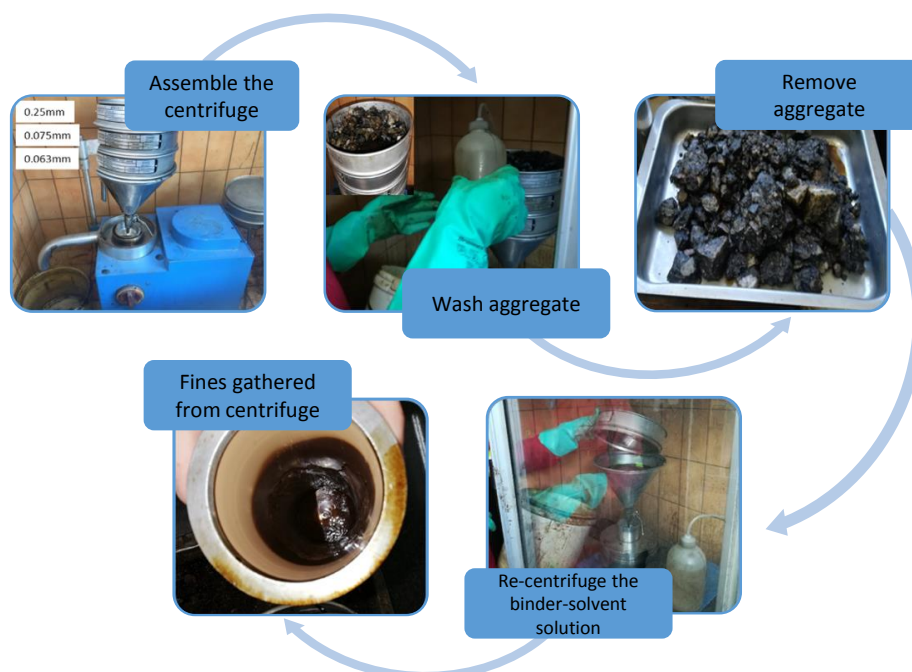 Assemble the
centrifuge
0.25mm
0.075mm
0.063mm
Wash aggregate
Remove
aggregate
Re-centrifuge the
binder-solvent
solution
Fines gathered
from centrifuge